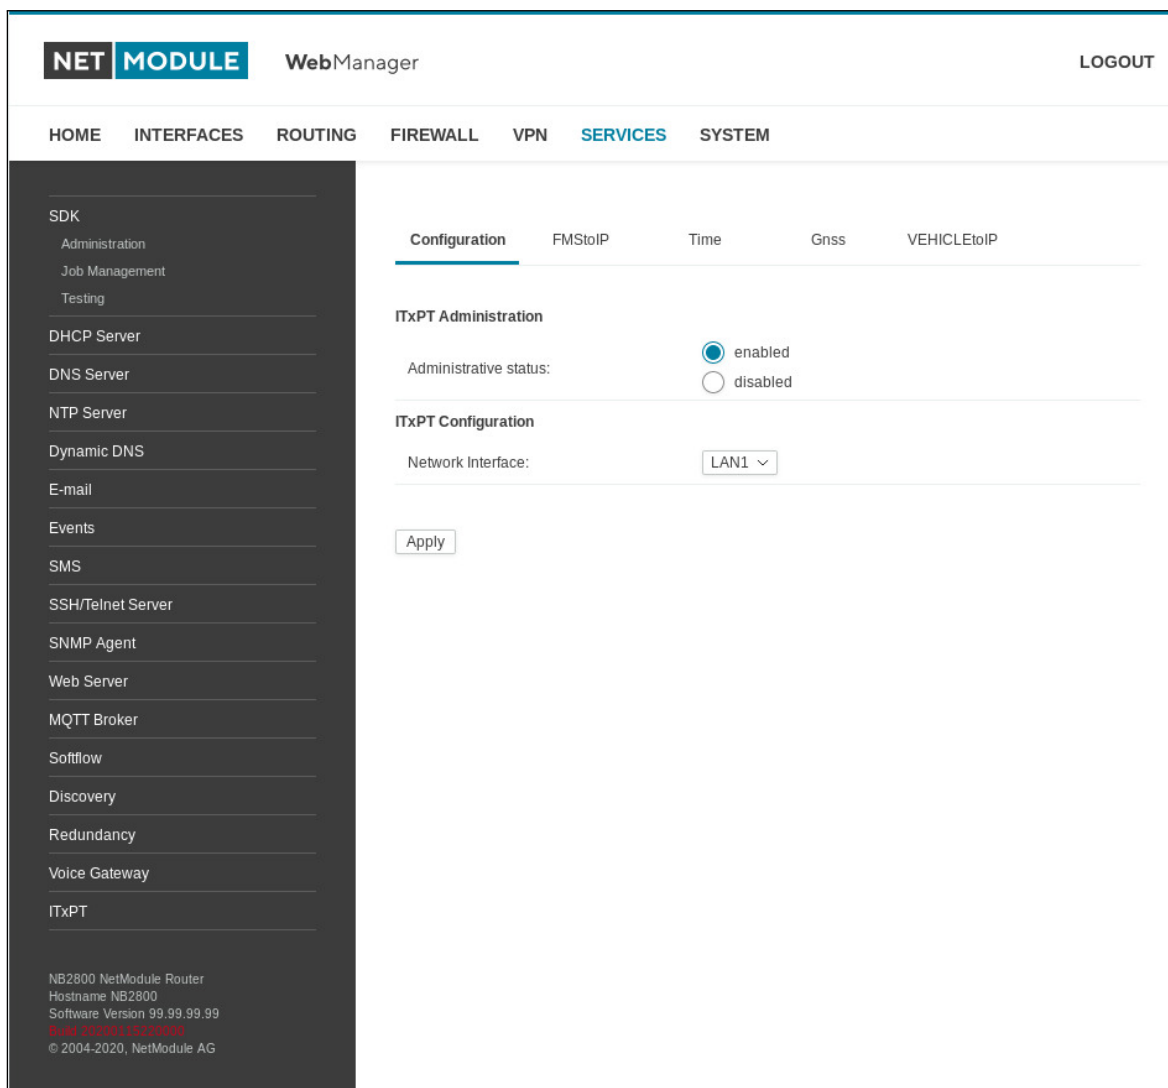 NET MODULE WebManager LOGOUT
HOME INTERFACES ROUTING FIREWALL VPN SERVICES SYSTEM
SDK
Administration
Job Management
Testing
DHCP Server
DNS Server
NTP Server
Dynamic DNS
E-mail
Events
SMS
SSH/Telnet Server
SNMP Agent
Web Server
MQTT Broker
Softflow
Discovery
Redundancy
Voice Gateway
ITxPT
NB2800 NetModule Router
Hostname NB2800
Software Version 99.99.99.99
Build
© 2004-2020, NetModule AG
Configuration FMStoIP Time Gnss VEHICLEtoIP
ITxPT Administration
Administrative status:
enabled
disabled
ITxPT Configuration
Network Interface: LAN1
Apply